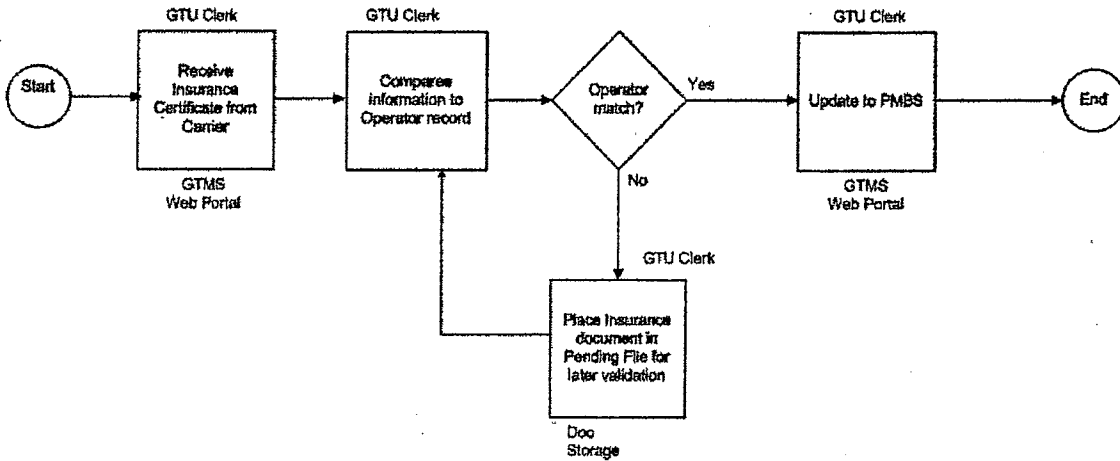 GTU Clerk
GTU Clerk
GTU Clerk
Start
Receive
Insurance
Certificate from
Carrier
Compares
information to
Operator record
Operator
match?
Yes
Update to PMBS
End
GTMS
Web Portal
No
GTMS
Web Portal
GTU Clerk
Place Insurance
document in
Pending File for
later validation
Doc
Storage